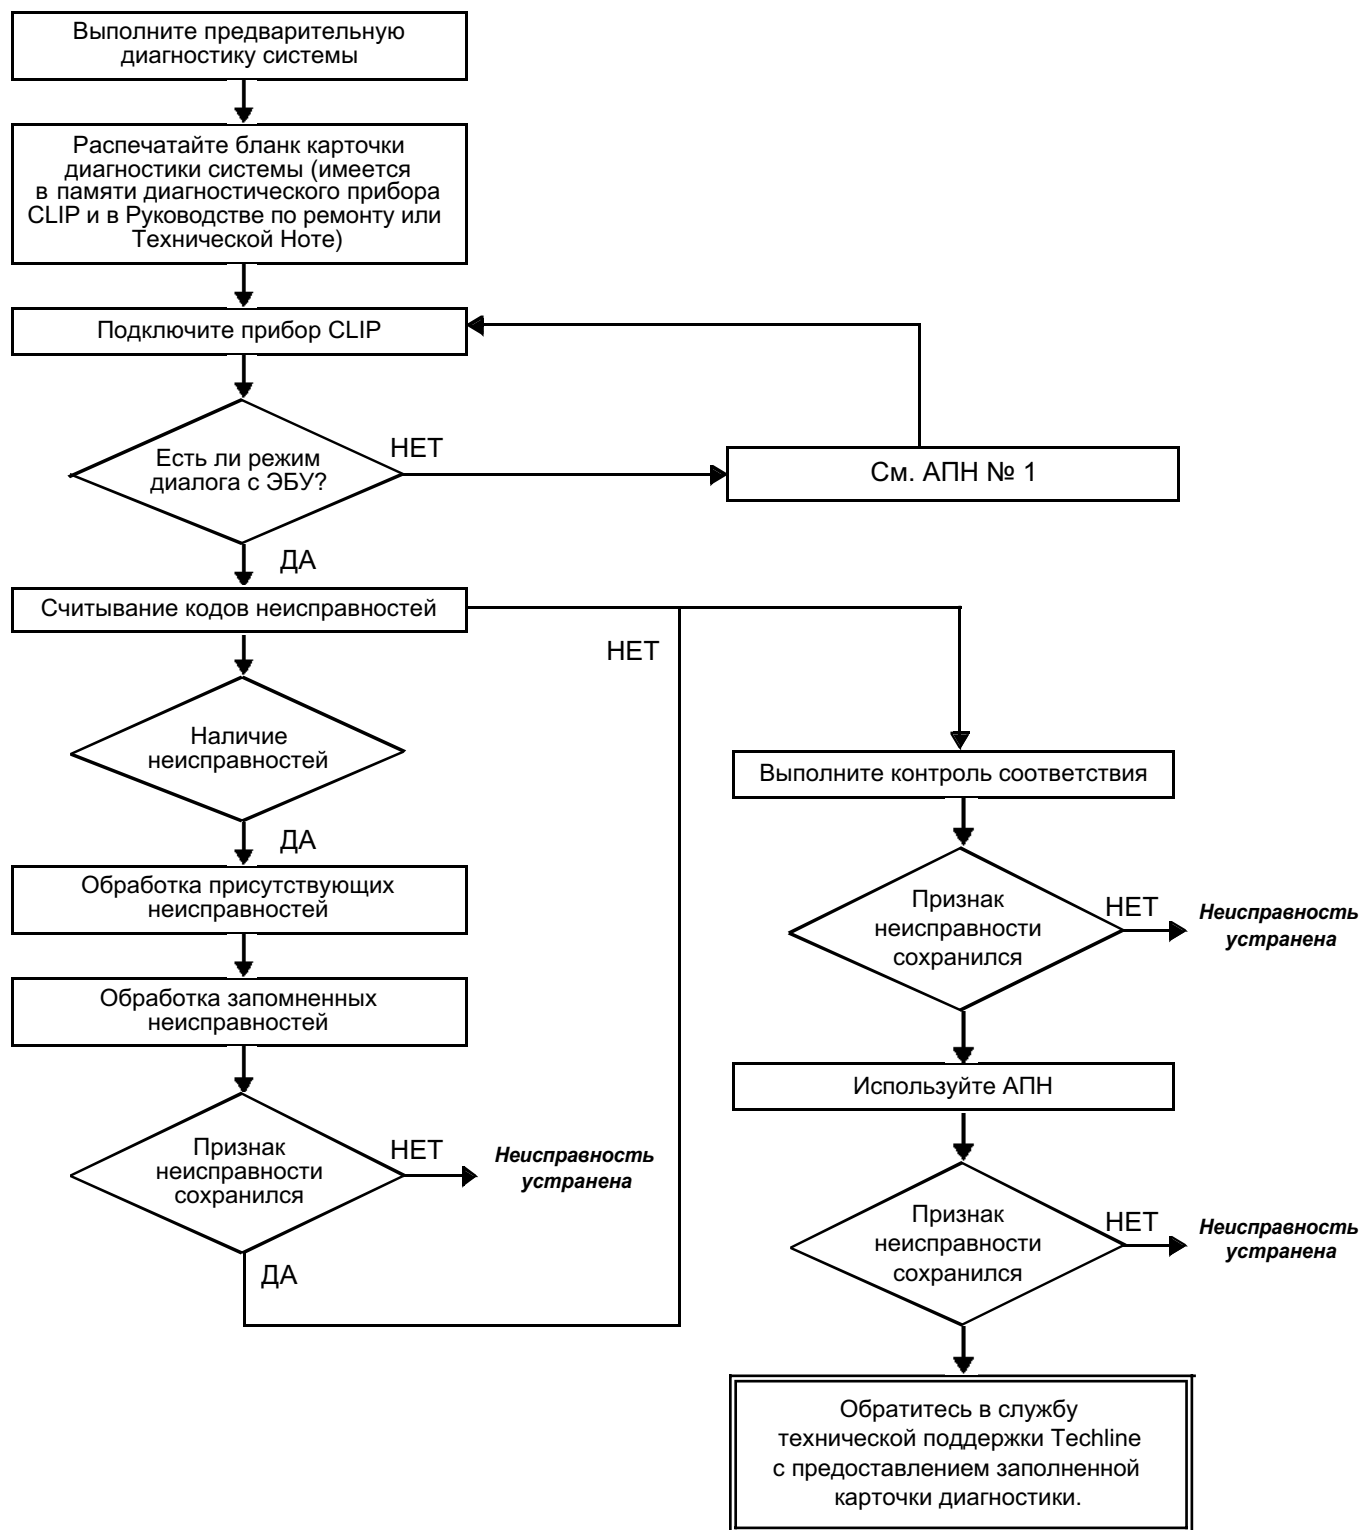 Выполните предварительную
диагностику системы
Распечатайте бланк карточки
диагностики системы (имеется
в памяти диагностического прибора
CLIP и в Руководстве по ремонту или
Технической Ноте)
Подключите прибор CLIP
Есть ли режим
диалога с ЭБУ?
НЕТ
См. АПН № 1
ДА
Считывание кодов неисправностей
НЕТ
Наличие
неисправностей
ДА
Обработка присутствующих
неисправностей
Обработка запомненных
неисправностей
Признак
неисправности
сохранился
НЕТ
Неисправность
устранена
ДА
Выполните контроль соответствия
Признак
неисправности
сохранился
НЕТ
Неисправность
устранена
Используйте АПН
Признак
неисправности
сохранился
НЕТ
Неисправность
устранена
Обратитесь в службу
технической поддержки Techline
с предоставлением заполненной
карточки диагностики.